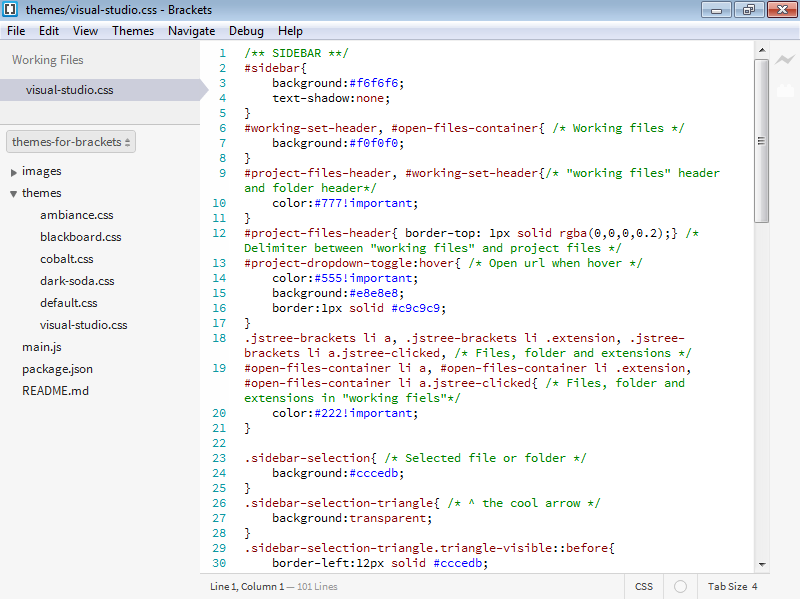 themes/visual-studio.css - Brackets
File Edit View Themes Navigate Debug Help
Working Files
visual-studio.css
themes-for-brackets
images
themes
ambiance.css
blackboard.css
cobalt.css
dark-soda.css
default.css
visual-studio.css
main.js
package.json
README.md
1 /** SIDEBAR **/
2 #sidebar{
3 background:#f6f6f6;
4 text-shadow:none;
5 }
6 #working-set-header, #open-files-container{ /* Working files */
7 background:#f0f0f0;
8 }
9 #project-files-header, #working-set-header{/* "working files" header
and folder header*/
10 color:#777!important;
11 }
12 #project-files-header{ border-top: 1px solid rgba(0,0,0,0.2);} /*
Delimiter between "working files" and project files */
13 #project-dropdown-toggle:hover{ /* Open url when hover */
14 color:#555!important;
15 background:#e8e8e8;
16 border:1px solid #c9c9c9;
17 }
18 .jstree-brackets li a, .jstree-brackets li .extension, .jstree-
brackets li a.jstree-clicked, /* Files, folder and extensions */
19 #open-files-container li a, #open-files-container li .extension,
#open-files-container li a.jstree-clicked{ /* Files, folder and
extensions in "working fiels"*/
20 color:#222!important;
21 }
22
23 .sidebar-selection{ /* Selected file or folder */
24 background:#cccedb;
25 }
26 .sidebar-selection-triangle{ /* ^ the cool arrow */
27 background:transparent;
28 }
29 .sidebar-selection-triangle.triangle-visible::before{
30 border-left:12px solid #cccedb;
Line 1, Column 1 — 101 Lines
CSS
Tab Size 4